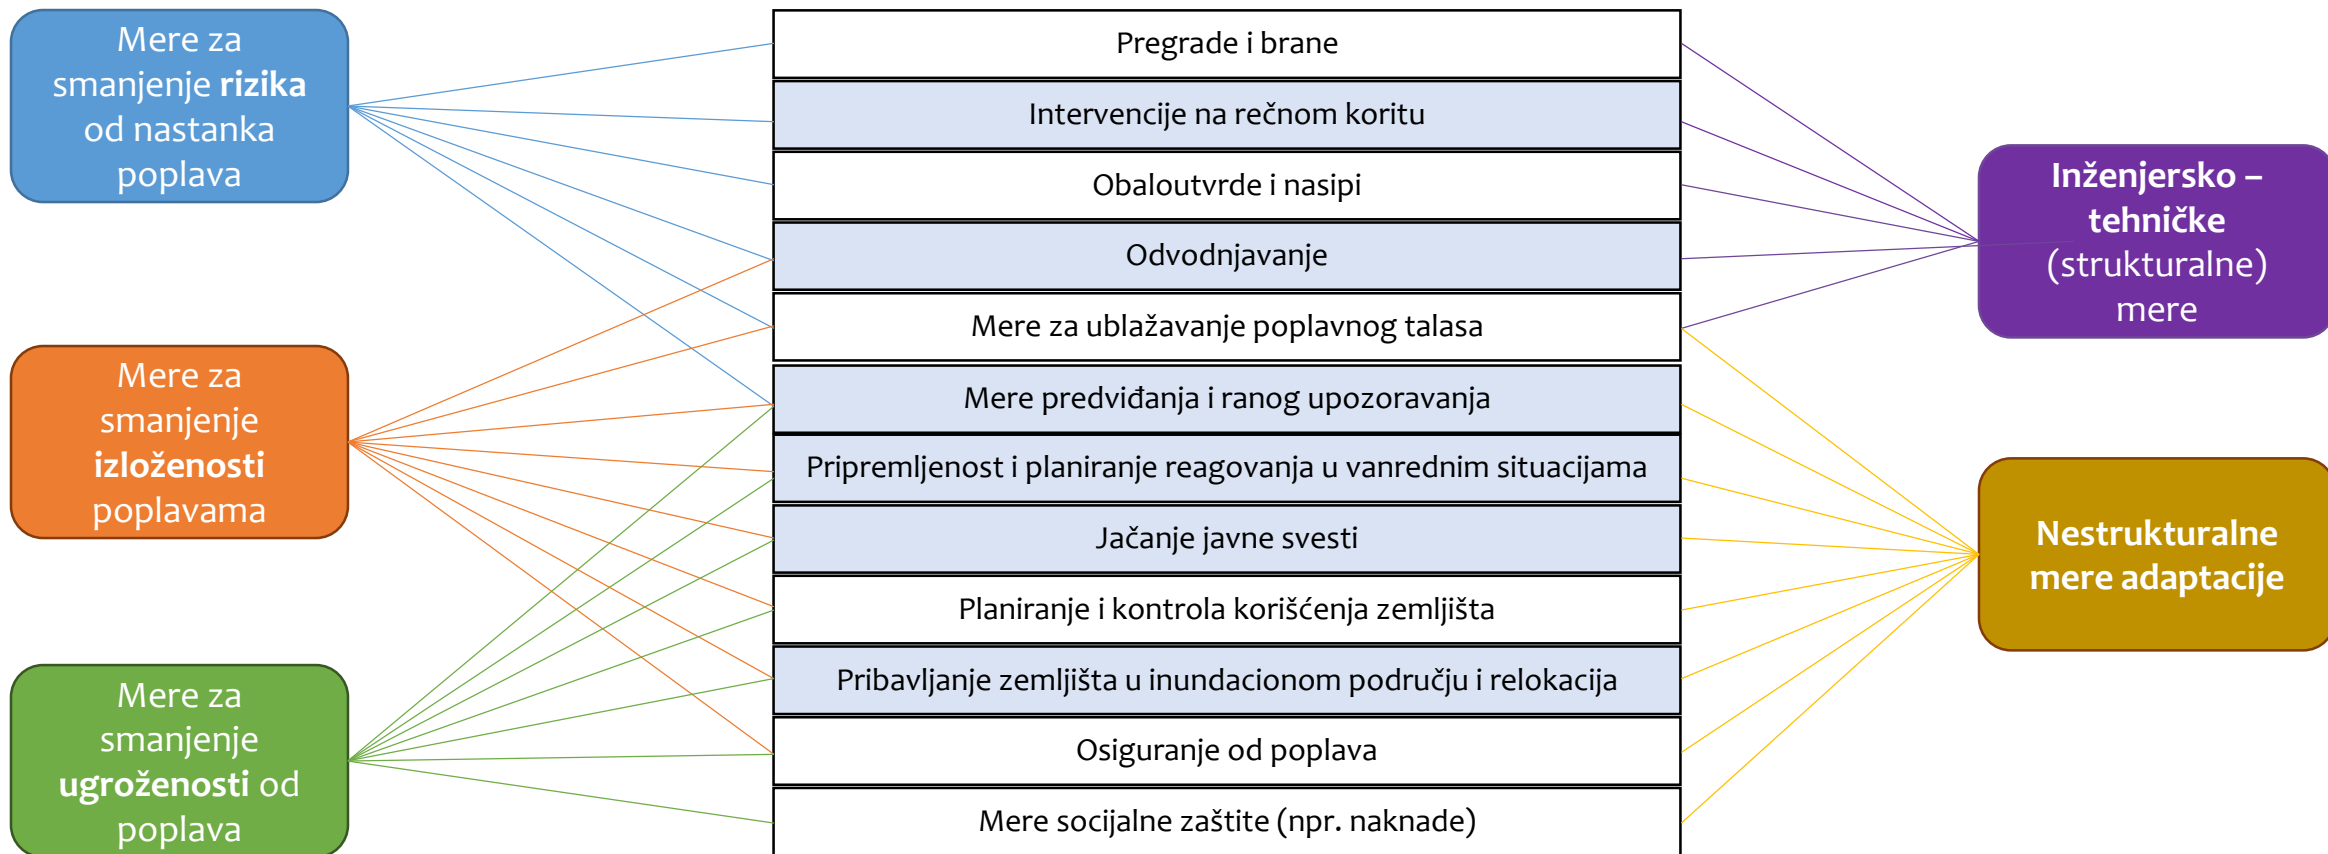 Mere za
smanjenje rizika
od nastanka
poplava
Mere za
smanjenje
izloženosti
poplavama
Mere za
smanjenje
ugroženosti od
poplava
Pregrade i brane
Intervencije na rečnom koritu
Obaloutvrde i nasipi
Odvodnjavanje
Mere za ublažavanje poplavnog talasa
Mere predviđanja i ranog upozoravanja
Pripremljenost i planiranje reagovanja u vanrednim situacijama
Jačanje javne svesti
Planiranje i kontrola korišćenja zemljišta
Pribavljanje zemljišta u inundacionom području i relokacija
Osiguranje od poplava
Mere socijalne zaštite (npr. naknade)
Inženjersko –
tehničke
(strukturalne)
mere
Nestrukturalne
mere adaptacije